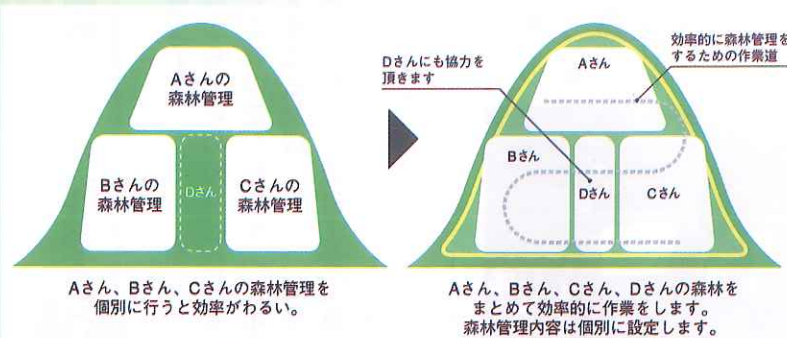 Aさんの
森林管理
Bさんの
森林管理
Dさん
Cさんの
森林管理
Aさん、Bさん、Cさんの森林管理を
個別に行うと効率がわるい。
Dさんにも協力を
頂きます
効率的に森林管理を
するための作業道
Aさん
Bさん
Dさん
Cさん
Aさん、Bさん、Cさん、Dさんの森林を
まとめて効率的に作業をします。
森林管理内容は個別に設定します。